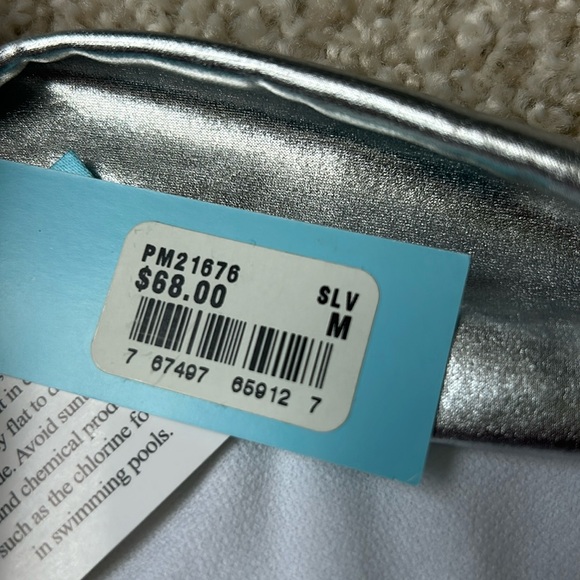 PM21676
$68.00
SLV
M
7 67497 65912 7
flat to
Avoid sun
and chemical prod
such as the chlorine fo
in swimming pools.